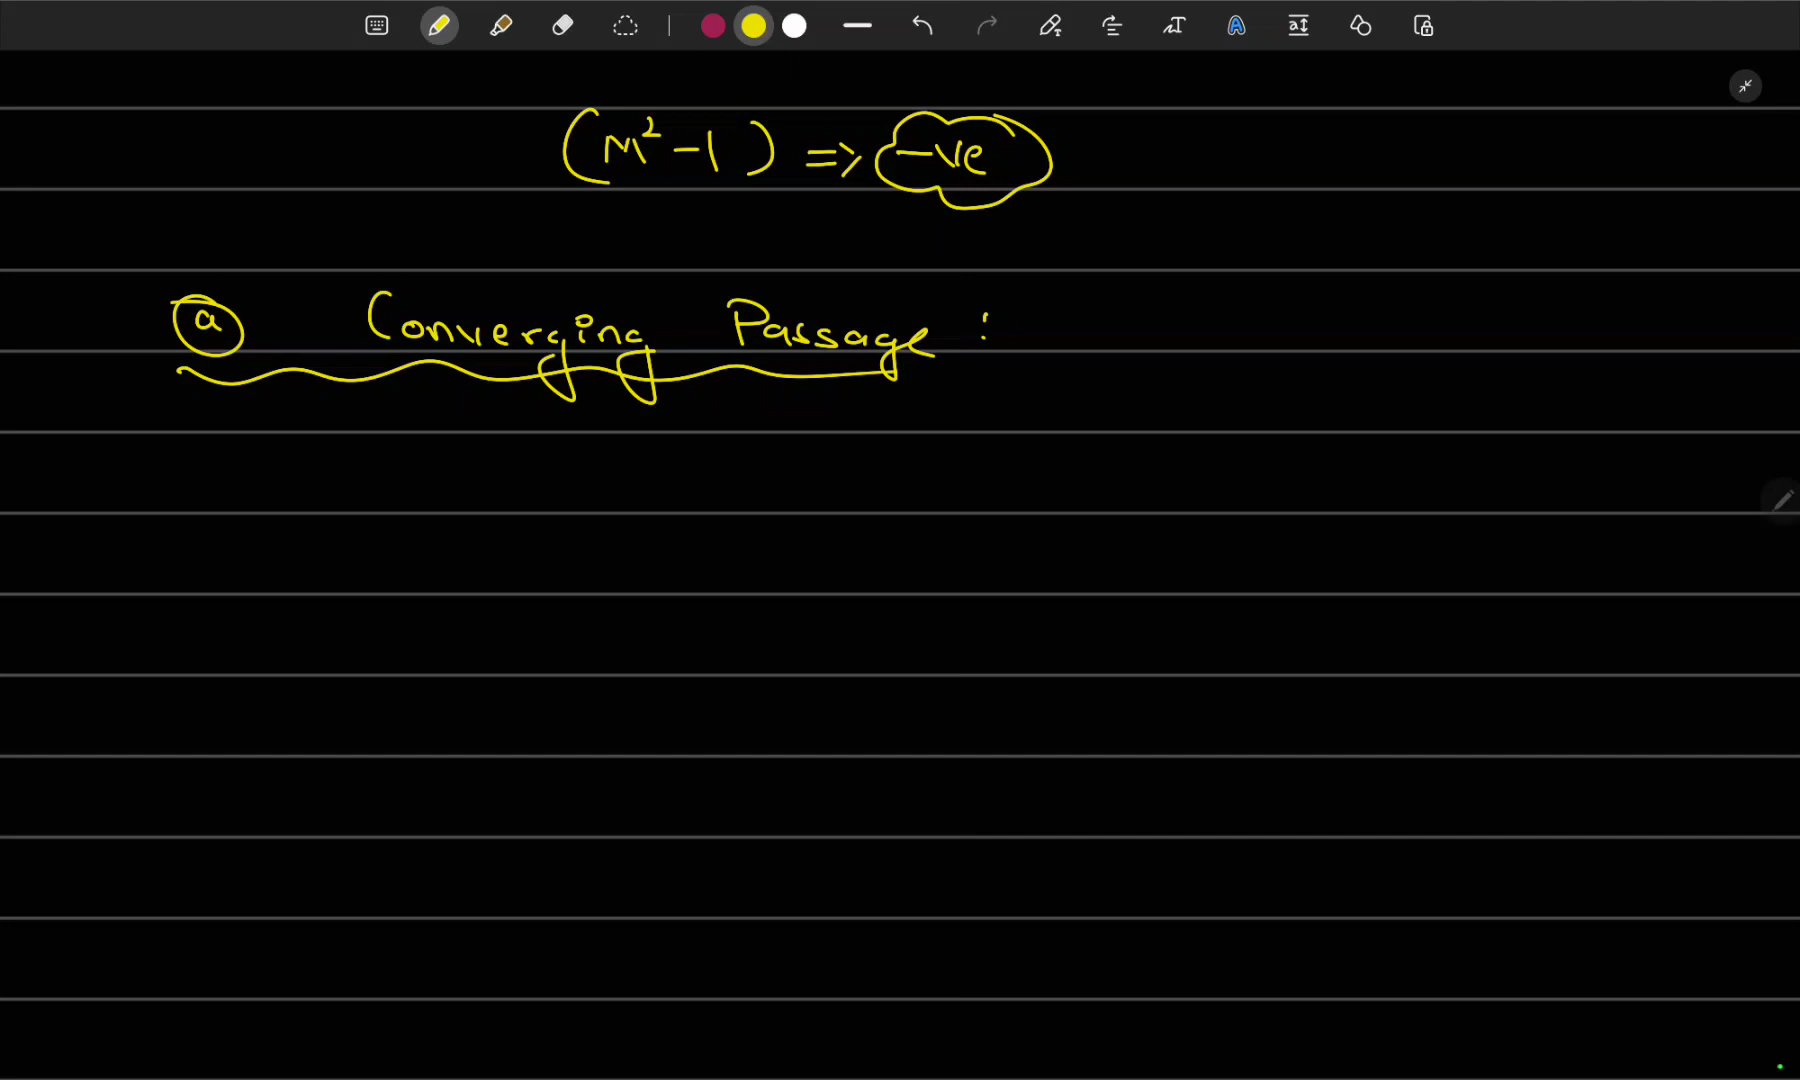 (M² - 1) => -ve
(a) Converging Passage :